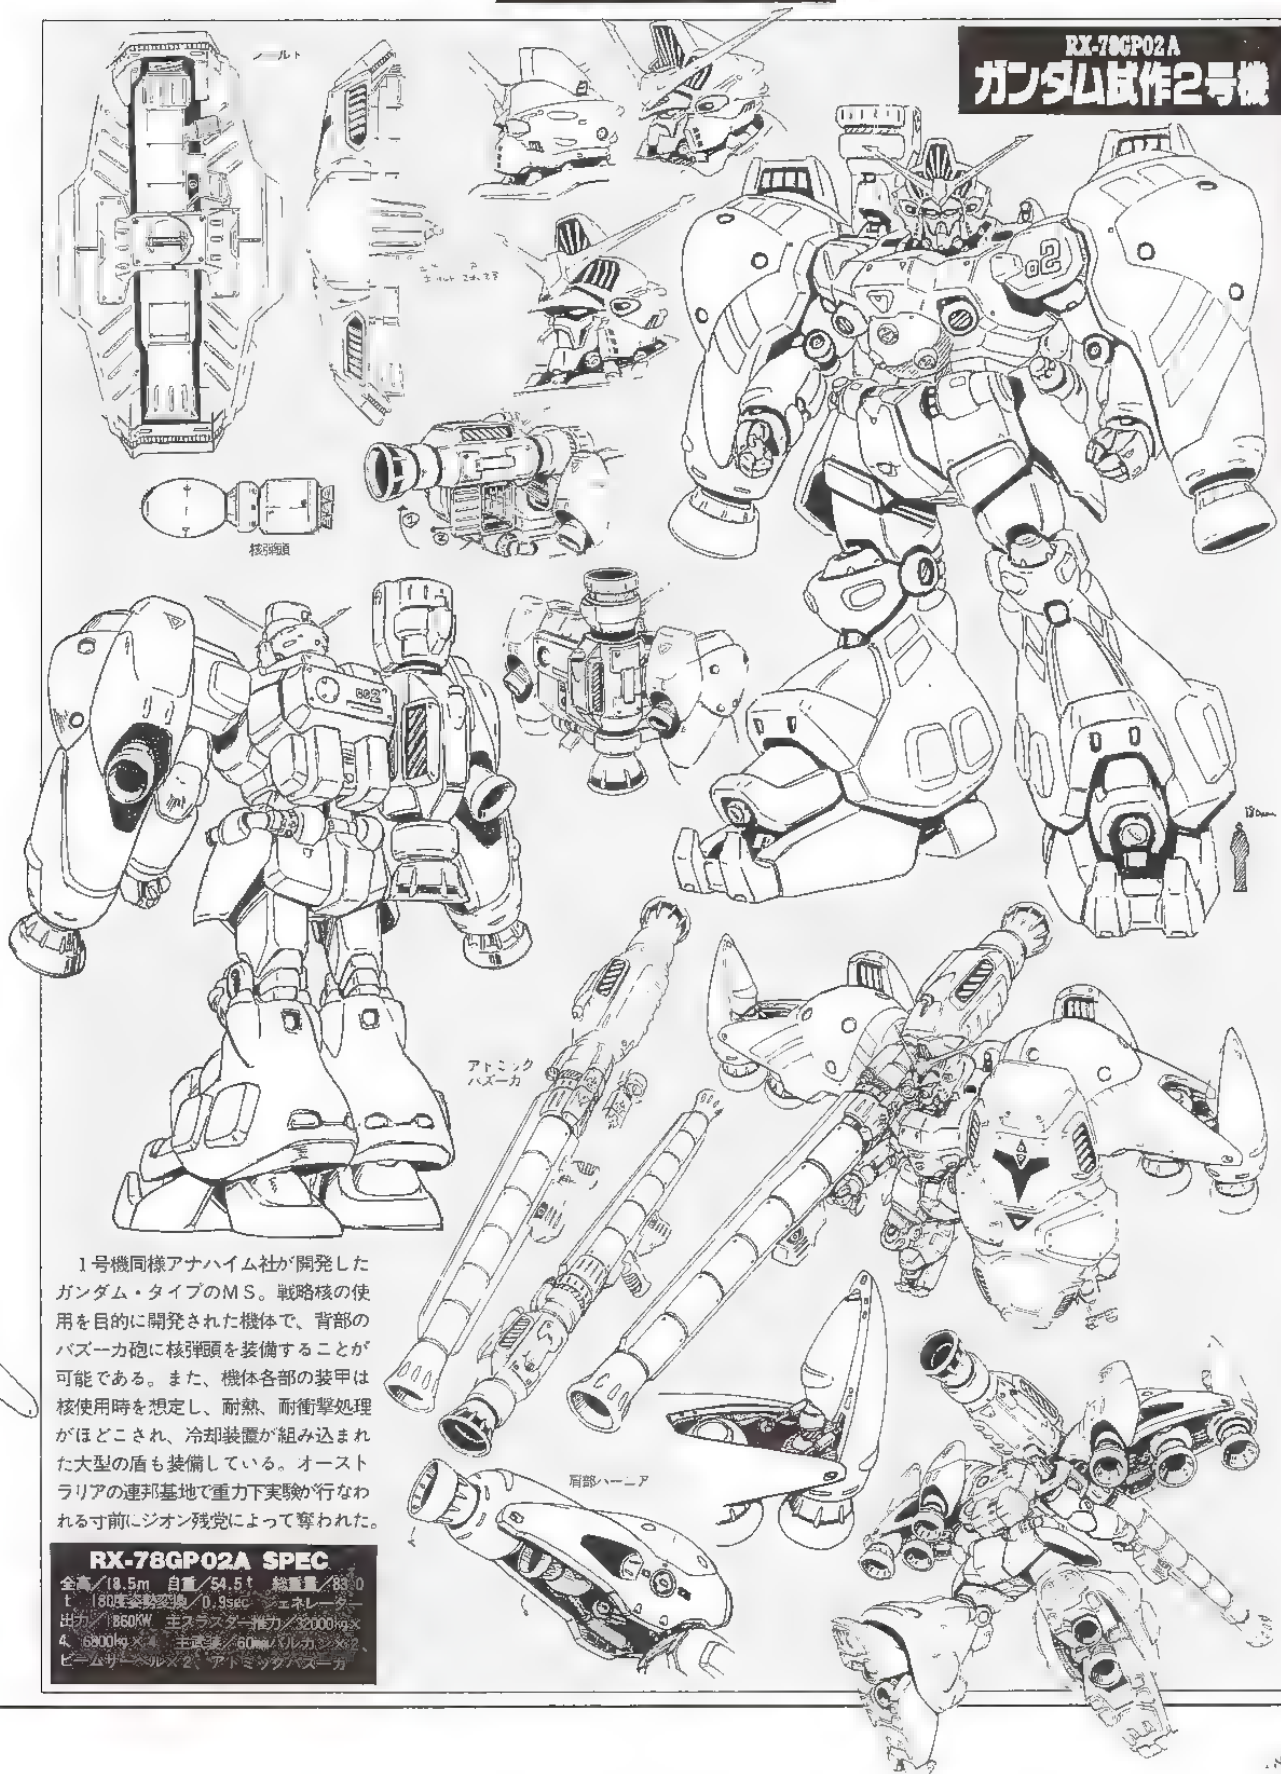 RX-78GP02A
ガンダム試作2号機
核弾頭
アトミック
バズーカ
肩部バーニア
1号機同様アナハイム社が開発した
ガンダム・タイプのMS。戦略核の使
用を目的に開発された機体で、背部の
バズーカ砲に核弾頭を装備することが
可能である。また、機体各部の装甲は
核使用時を想定し、耐熱、耐衝撃処理
がほどこされ、冷却装置が組み込まれ
た大型の盾も装備している。オースト
ラリアの連邦基地で重力下実験が行なわ
れる寸前にジオン残党によって奪われた。
RX-78GP02A SPEC
全高/18.5m 自重/54.5t 総重量/83.0
t 180度姿勢変換/0.9sec ジェネレーター
出力/1860KW 主スラスター推力/32000kg×
4、6800kg×4 主武装/60mmバルカン×2、
ビームサーベル×2、アトミックバズーカ